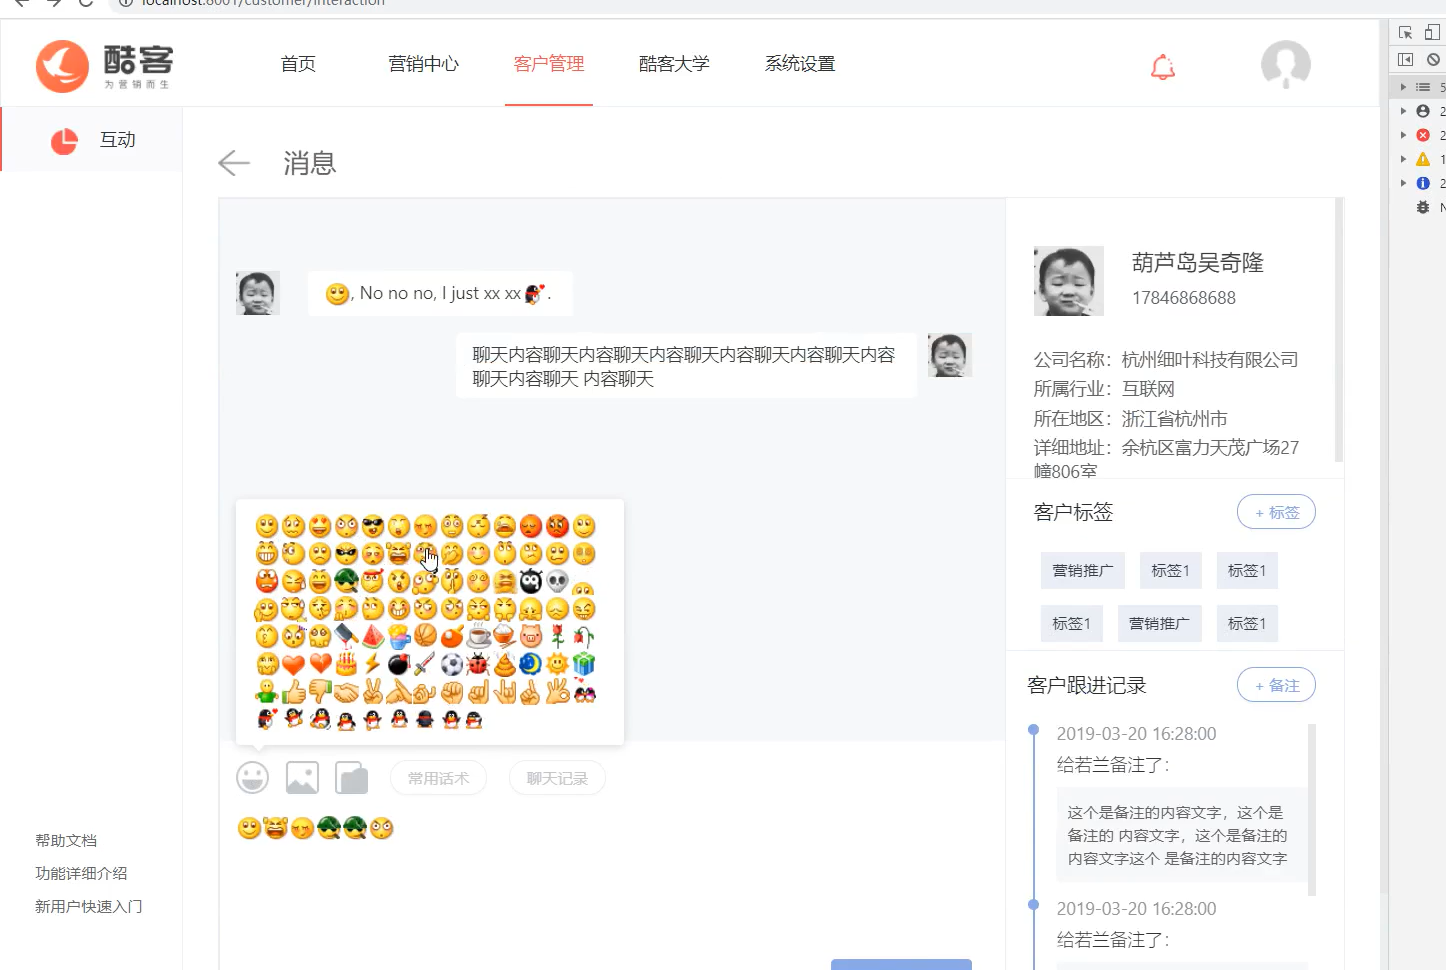 localhost:8001/customer/interaction
酷客
为营销而生
首页
营销中心
客户管理
酷客大学
系统设置
互动
消息
, No no no, I just xx xx .
聊天内容聊天内容聊天内容聊天内容聊天内容聊天内容
聊天内容聊天 内容聊天
常用话术
聊天记录
葫芦岛吴奇隆
17846868688
公司名称：杭州细叶科技有限公司
所属行业：互联网
所在地区：浙江省杭州市
详细地址：余杭区富力天茂广场27
幢806室
客户标签
+ 标签
营销推广
标签1
标签1
标签1
营销推广
标签1
客户跟进记录
+ 备注
2019-03-20 16:28:00
给若兰备注了：
这个是备注的内容文字，这个是
备注的 内容文字，这个是备注的
内容文字这个 是备注的内容文字
2019-03-20 16:28:00
给若兰备注了：
帮助文档
功能详细介绍
新用户快速入门
5
2
2
1
2
N